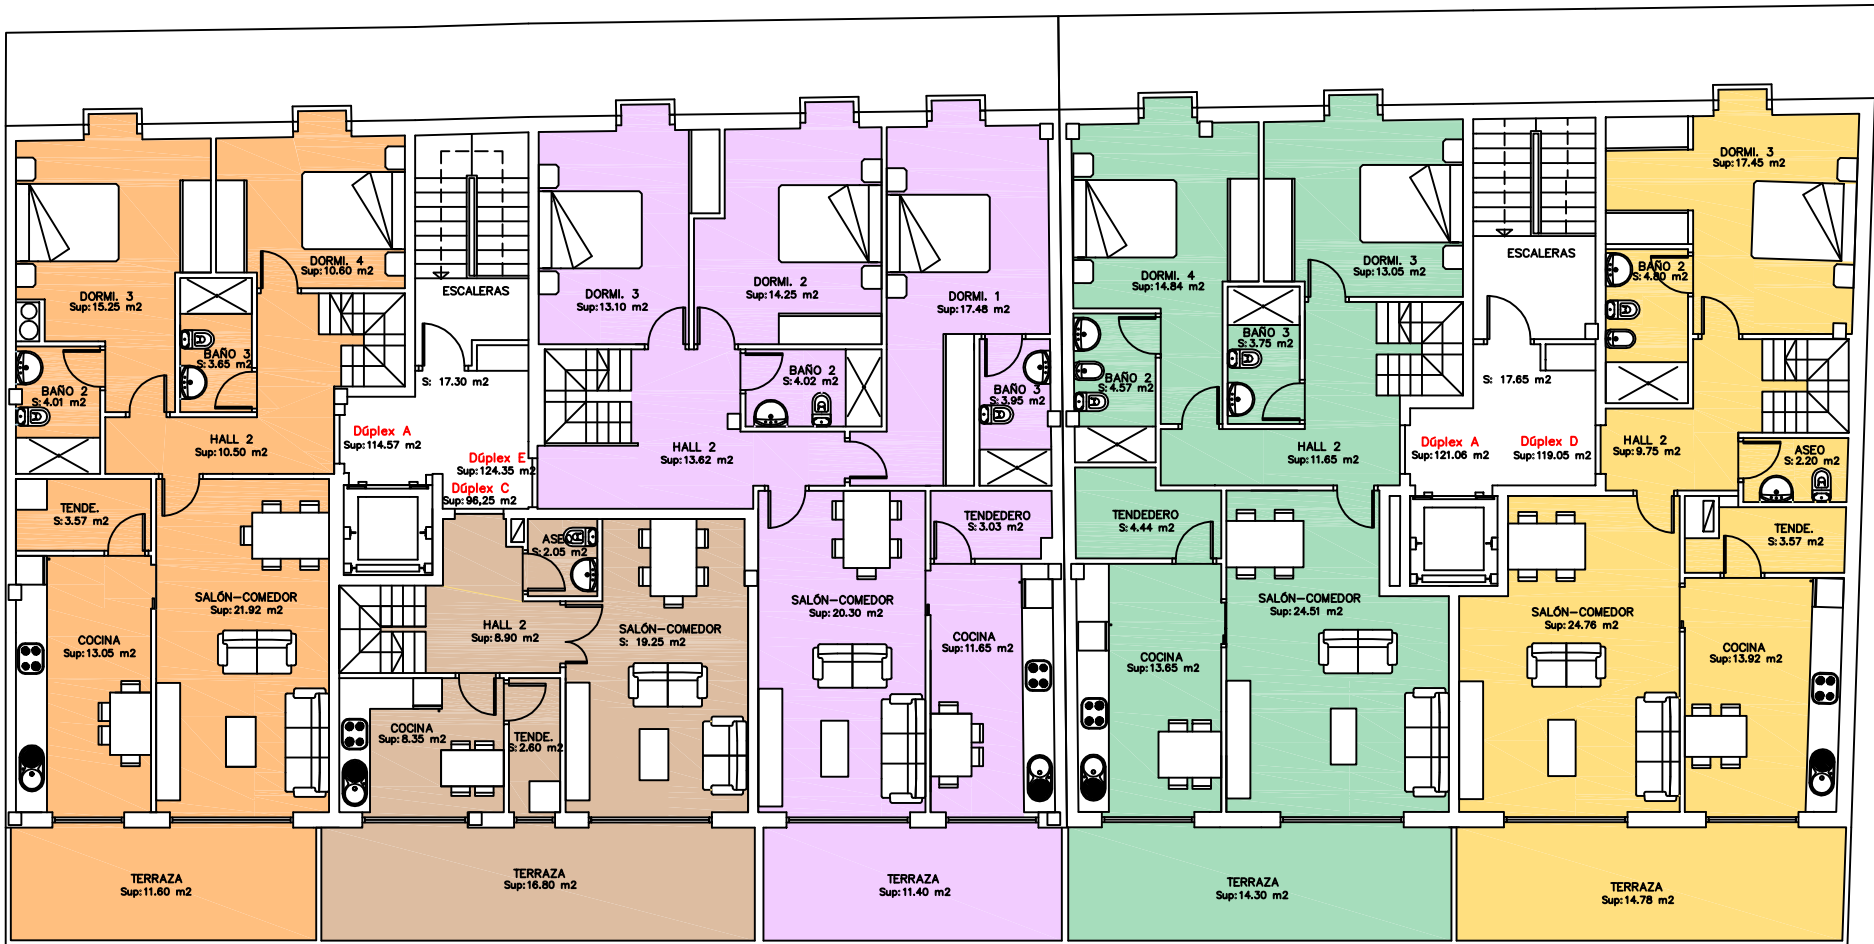 DORMI. 3
Sup:15.25 m2
DORMI. 4
Sup:10.60 m2
BAÑO 3
S:3.65 m2
BAÑO 2
S:4.01 m2
HALL 2
Sup:10.50 m2
TENDE.
S:3.57 m2
COCINA
Sup:13.05 m2
SALÓN-COMEDOR
Sup:21.92 m2
TERRAZA
Sup:11.60 m2
ESCALERAS
S: 17.30 m2
Dúplex A
Sup:114.57 m2
Dúplex E
Sup:124.35 m2
Dúplex C
Sup:96,25 m2
ASEO
S:2.05 m2
HALL 2
Sup:8.90 m2
SALÓN-COMEDOR
S: 19.25 m2
COCINA
Sup:8.35 m2
TENDE.
S:2.60 m2
TERRAZA
Sup:16.80 m2
DORMI. 3
Sup:13.10 m2
DORMI. 2
Sup:14.25 m2
DORMI. 1
Sup:17.48 m2
BAÑO 2
S:4.02 m2
BAÑO 3
S:3.95 m2
HALL 2
Sup:13.62 m2
TENDEDERO
S:3.03 m2
SALÓN-COMEDOR
Sup:20.30 m2
COCINA
Sup:11.65 m2
TERRAZA
Sup:11.40 m2
DORMI. 4
Sup:14.84 m2
DORMI. 3
Sup:13.05 m2
BAÑO 3
S:3.75 m2
BAÑO 2
S:4.57 m2
HALL 2
Sup:11.65 m2
TENDEDERO
S:4.44 m2
SALÓN-COMEDOR
Sup:24.51 m2
COCINA
Sup:13.65 m2
TERRAZA
Sup:14.30 m2
ESCALERAS
S: 17.65 m2
Dúplex A
Sup:121.06 m2
Dúplex D
Sup:119.05 m2
DORMI. 3
Sup:17.45 m2
BAÑO 2
S:4.80 m2
HALL 2
Sup:9.75 m2
ASEO
S:2.20 m2
TENDE.
S:3.57 m2
SALÓN-COMEDOR
Sup:24.76 m2
COCINA
Sup:13.92 m2
TERRAZA
Sup:14.78 m2